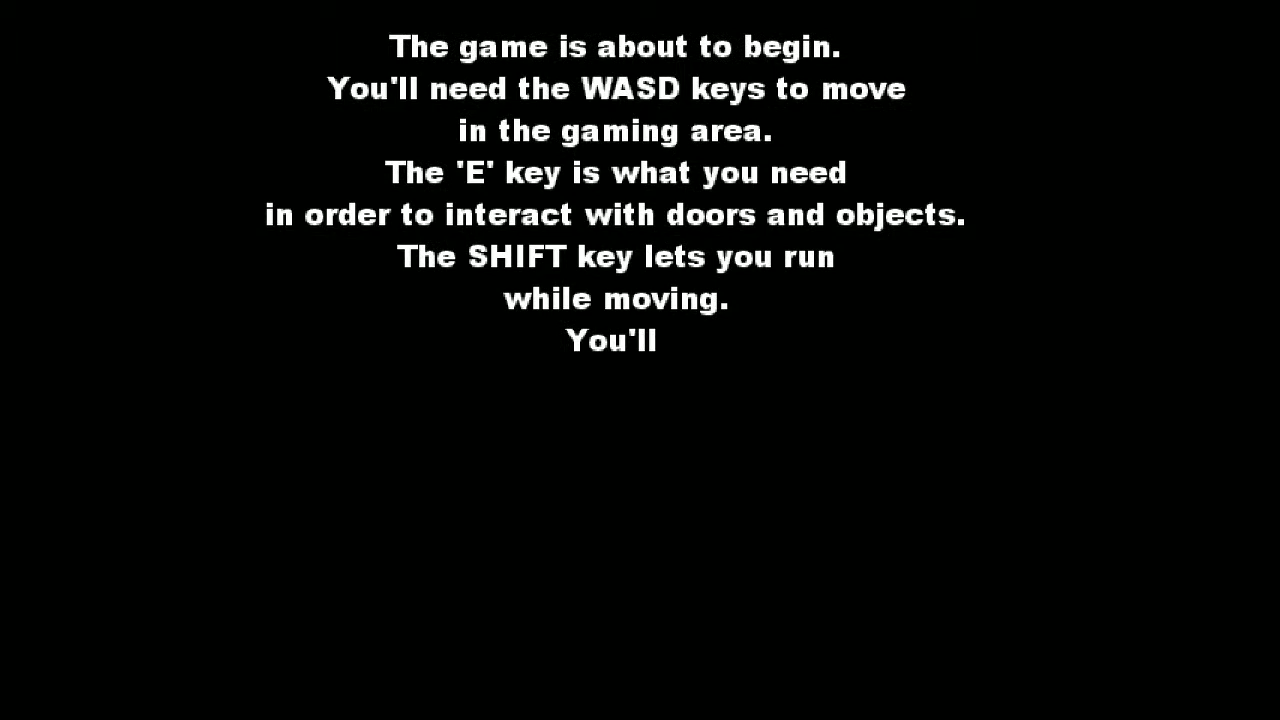 The game is about to begin.
You'll need the WASD keys to move
in the gaming area.
The 'E' key is what you need
in order to interact with doors and objects.
The SHIFT key lets you run
while moving.
You'll